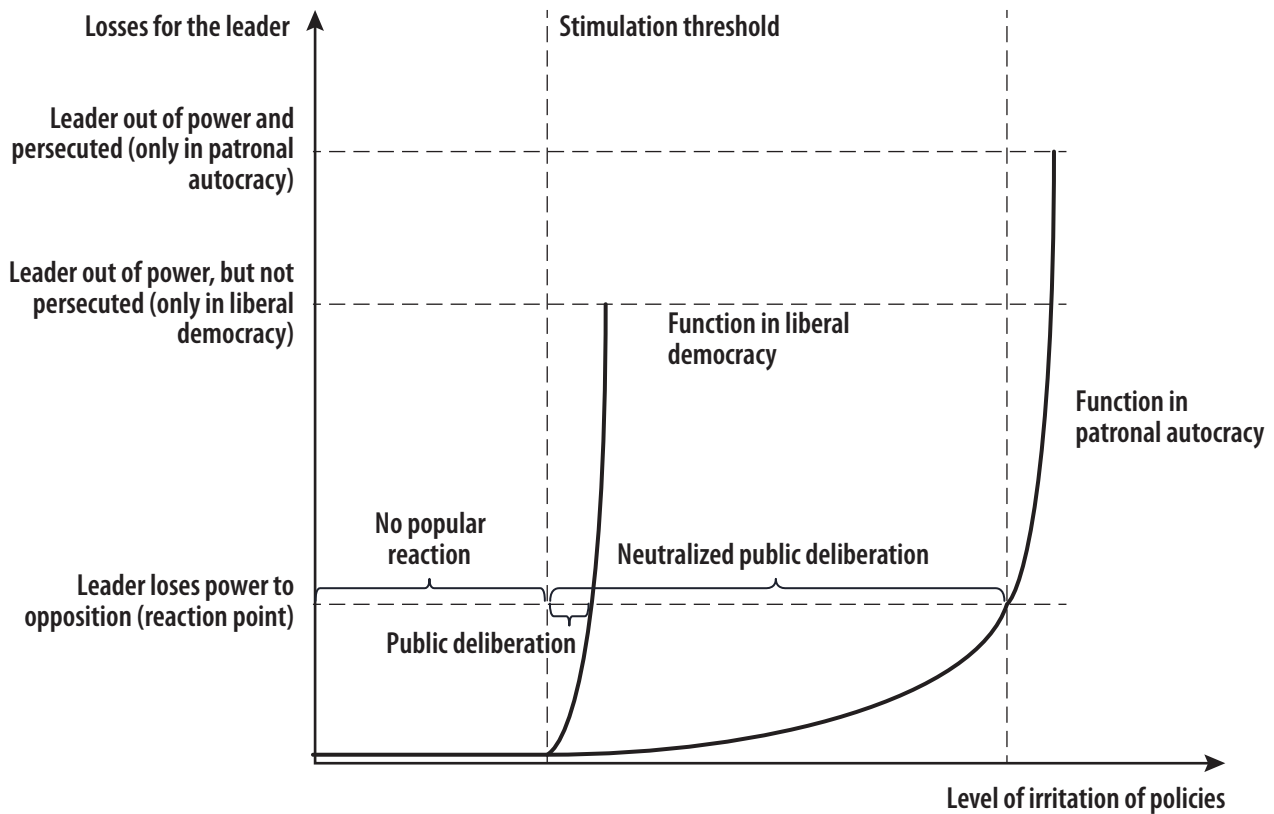 Losses for the leader
Stimulation threshold
Leader out of power and
persecuted (only in patronal
autocracy)
Leader out of power, but not
persecuted (only in liberal
democracy)
Function in liberal
democracy
Function in
patronal autocracy
No popular
reaction
Neutralized public deliberation
Leader loses power to
opposition (reaction point)
Public deliberation
Level of irritation of policies